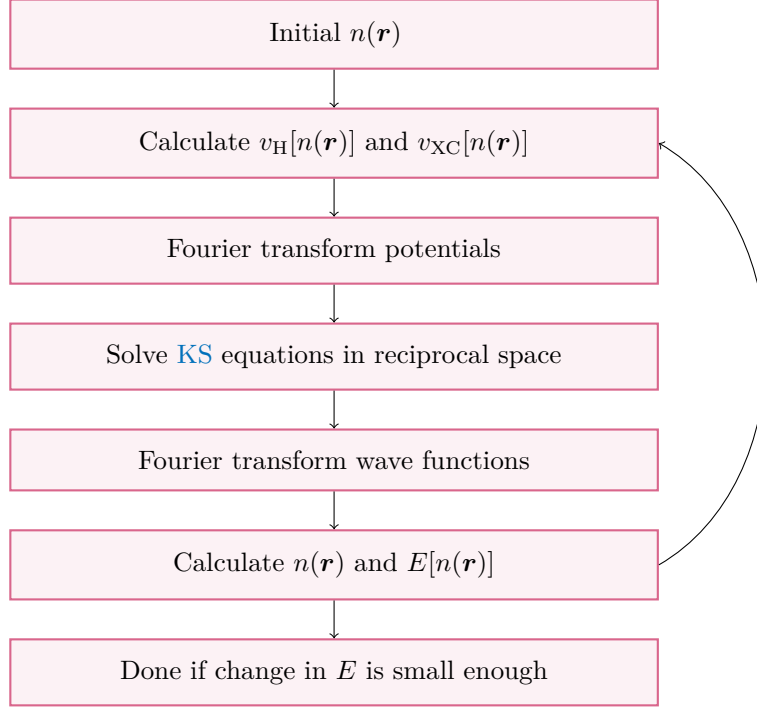 Initial n(r)
Calculate v_H[n(r)] and v_XC[n(r)]
Fourier transform potentials
Solve KS equations in reciprocal space
Fourier transform wave functions
Calculate n(r) and E[n(r)]
Done if change in E is small enough